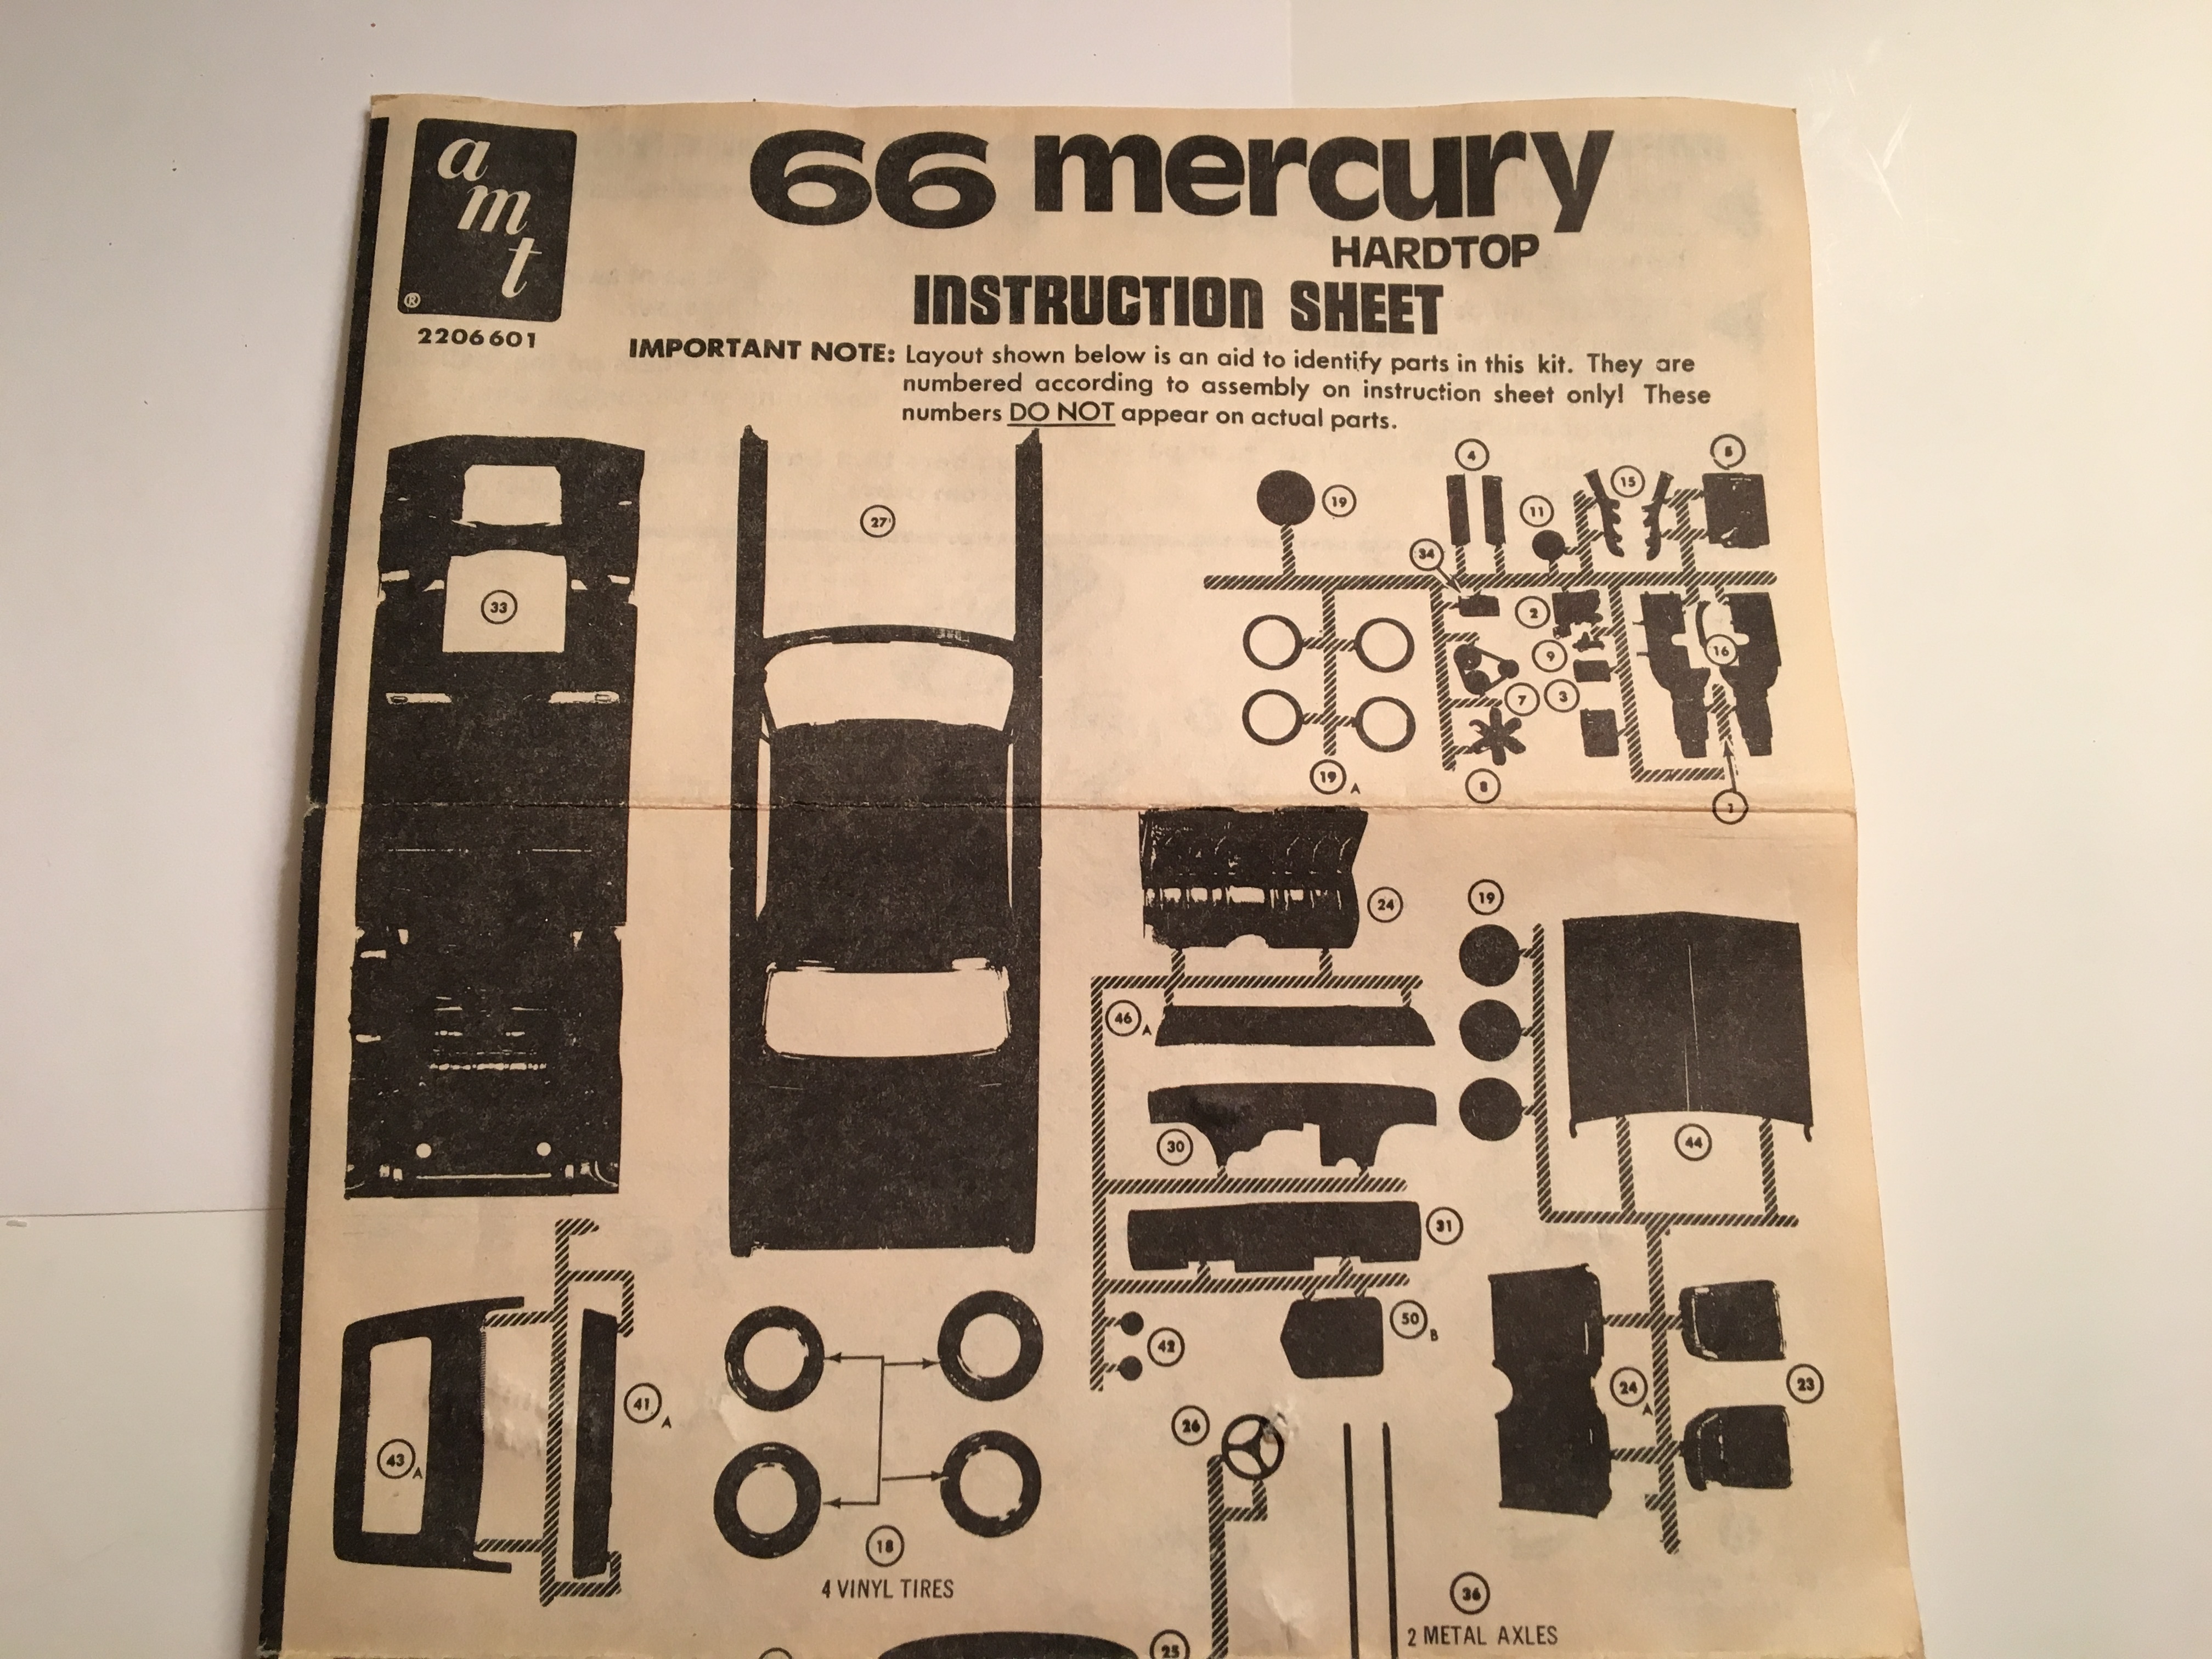 a
m
t
®
2206601
66 mercury
HARDTOP
INSTRUCTION SHEET
IMPORTANT NOTE: Layout shown below is an aid to identify parts in this kit. They are
numbered according to assembly on instruction sheet only! These
numbers DO NOT appear on actual parts.
4
5
19
15
27
11
34
33
2
16
9
7
3
19 A
8
1
24
19
46 A
30
44
31
50 B
42
24 A
23
41 A
43 A
26
18
4 VINYL TIRES
36
2 METAL AXLES
25